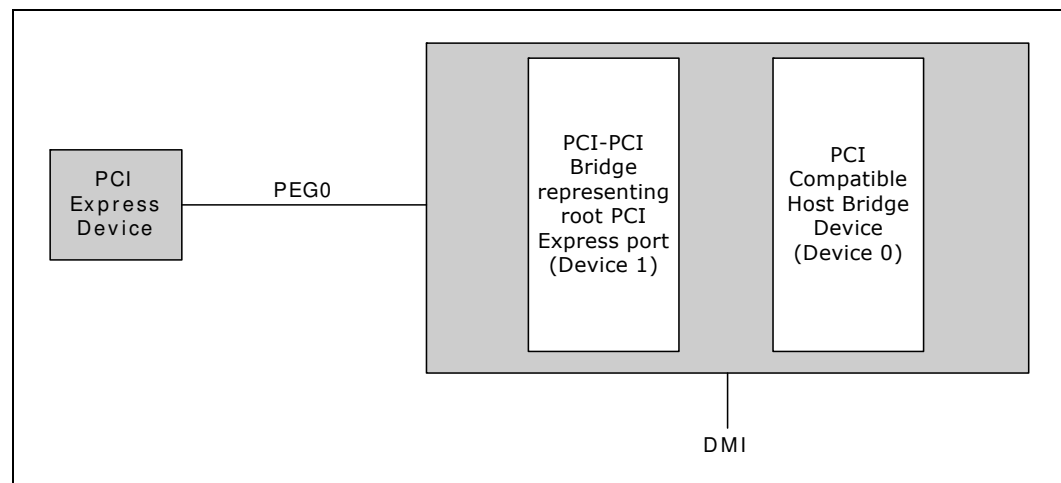 PCI
Express
Device
PEG0
PCI-PCI
Bridge
representing
root PCI
Express port
(Device 1)
PCI
Compatible
Host Bridge
Device
(Device 0)
DMI